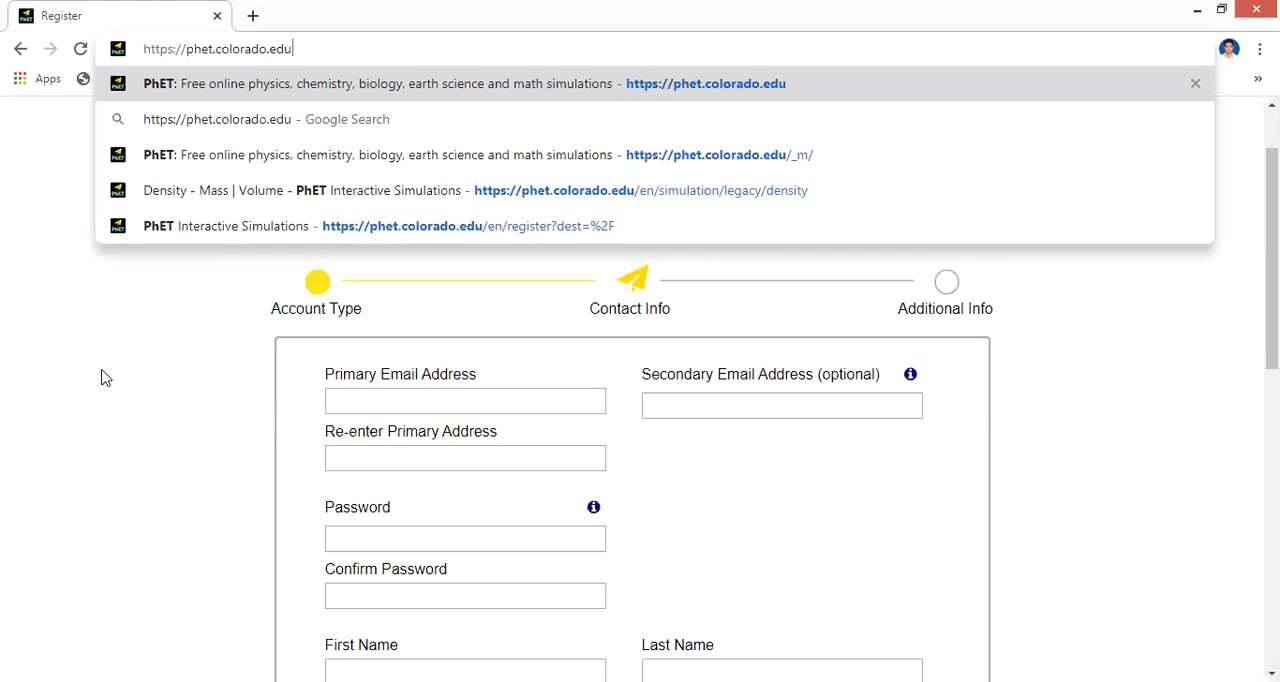 Register
https://phet.colorado.edu
Apps
PhET: Free online physics, chemistry, biology, earth science and math simulations - https://phet.colorado.edu
https://phet.colorado.edu - Google Search
PhET: Free online physics, chemistry, biology, earth science and math simulations - https://phet.colorado.edu/_m/
Density - Mass | Volume - PhET Interactive Simulations - https://phet.colorado.edu/en/simulation/legacy/density
PhET Interactive Simulations - https://phet.colorado.edu/en/register?dest=%2F
Account Type
Contact Info
Additional Info
Primary Email Address
Secondary Email Address (optional)
Re-enter Primary Address
Password
Confirm Password
First Name
Last Name